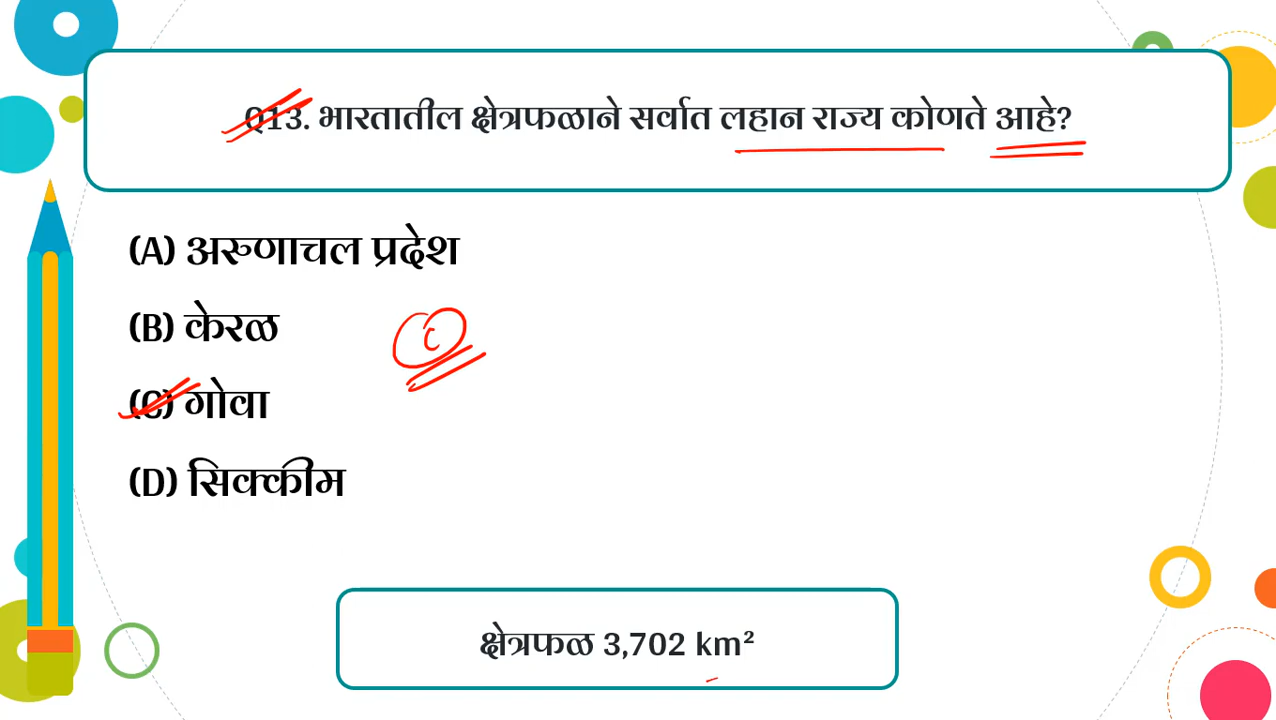 Q13. भारतातील क्षेत्रफळाने सर्वात लहान राज्य कोणते आहे?
(A) अरुणाचल प्रदेश
(B) केरळ
C
(C) गोवा
(D) सिक्कीम
क्षेत्रफळ 3,702 km²